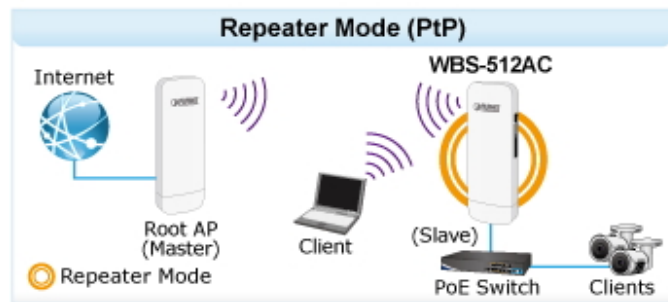 Repeater Mode (PtP)
Internet
WBS-512AC
Root AP
(Master)
Client
(Slave)
Repeater Mode
PoE Switch
Clients